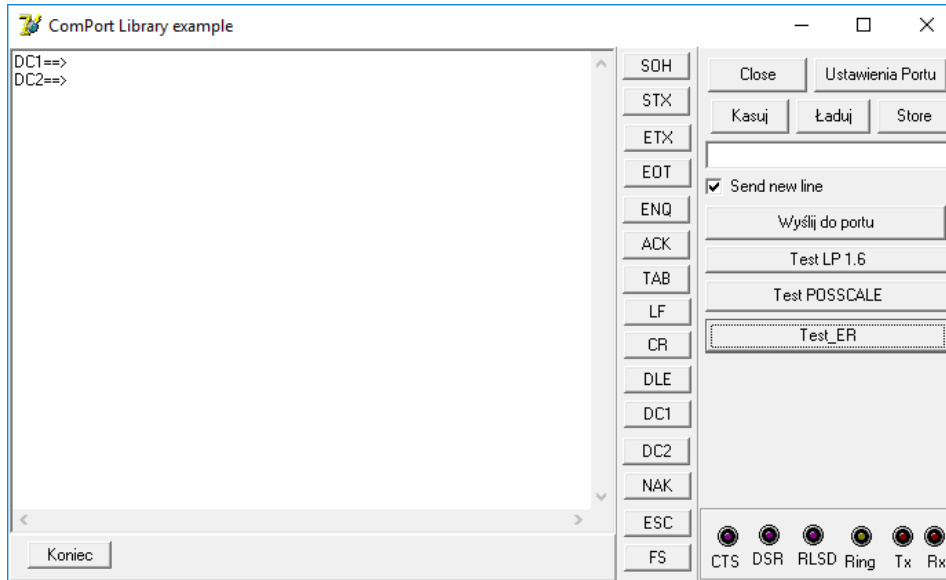 ComPort Library example
DC1==>
DC2==>
SOH
STX
ETX
EOT
ENQ
ACK
TAB
LF
CR
DLE
DC1
DC2
NAK
ESC
FS
Close
Ustawienia Portu
Kasuj
Ładuj
Store
Send new line
Wyślij do portu
Test LP 1.6
Test POSSCALE
Test_ER
CTS DSR RLSD Ring Tx Rx
Koniec